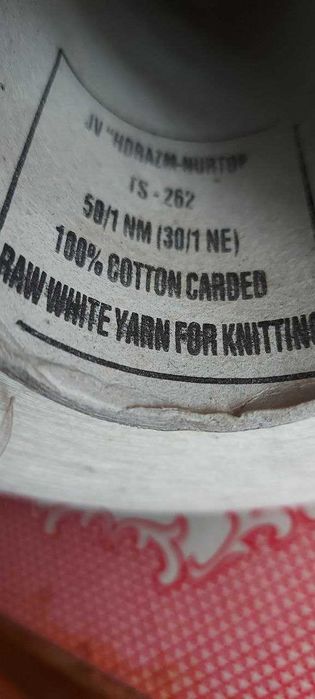 JV "HORAZM-NURTOP
TS - 262
50/1 NM (30/1 NE)
100% COTTON CARDED
RAW WHITE YARN FOR KNITTING